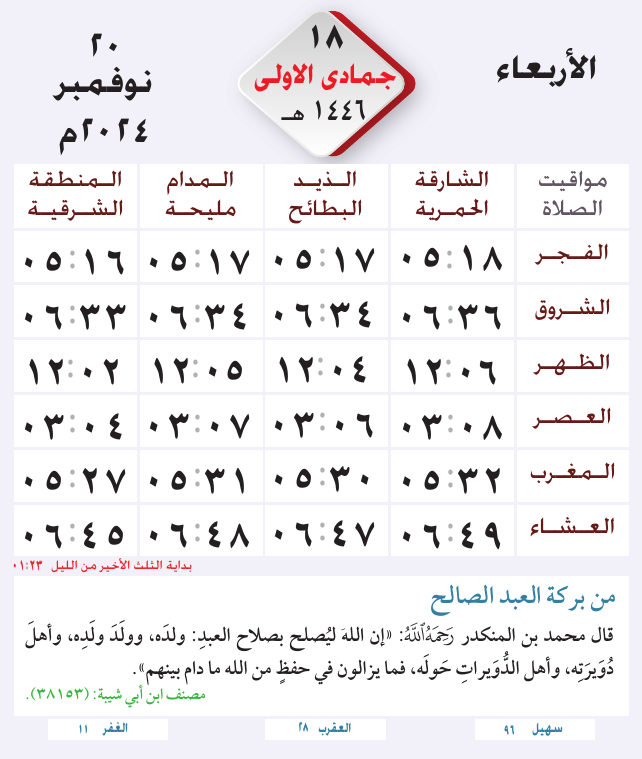 الأربعاء
١٨
جمادى الاولى
١٤٤٦ هـ
٢٠
نوفمبر
٢٠٢٤م
مواقيت الصلاة | الشارقة الحمرية | الذيد البطائح | المدام مليحة | المنطقة الشرقية
الفجر ٠٥:١٨ ٠٥:١٧ ٠٥:١٧ ٠٥:١٦
الشروق ٠٦:٣٦ ٠٦:٣٤ ٠٦:٣٤ ٠٦:٣٣
الظهر ١٢:٠٦ ١٢:٠٤ ١٢:٠٥ ١٢:٠٢
العصر ٠٣:٠٨ ٠٣:٠٦ ٠٣:٠٧ ٠٣:٠٤
المغرب ٠٥:٣٢ ٠٥:٣٠ ٠٥:٣١ ٠٥:٢٧
العشاء ٠٦:٤٩ ٠٦:٤٧ ٠٦:٤٨ ٠٦:٤٥
بداية الثلث الأخير من الليل ٠١:٢٣
من بركة العبد الصالح
قال محمد بن المنكدر رَحِمَهُ ٱللَّهُ: «إن اللهَ ليُصلح بصلاح العبدِ: ولدَه، وولَدَ ولَدِه، وأهلَ
دُوَيرَتِه، وأهل الدُّوَيراتِ حَولَه، فما يزالون في حفظٍ من الله ما دام بينهم».
مصنف ابن أبي شيبة: (٣٨١٥٣).
سهيل ٩٦
العقرب ٢٨
الغفر ١١